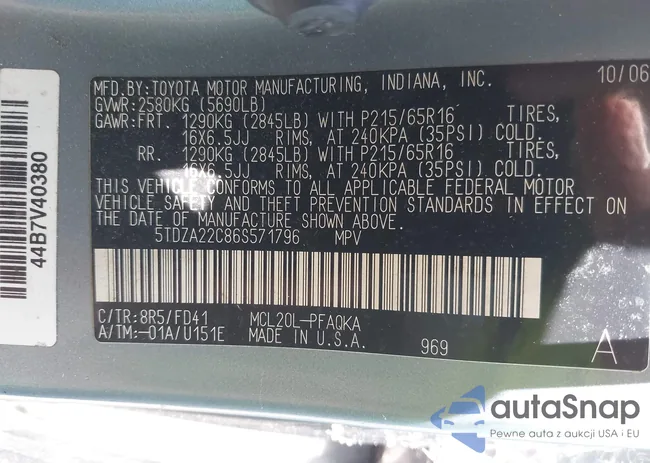 MFD.BY:TOYOTA MOTOR MANUFACTURING, INDIANA, INC. 10/06
GVWR:2580KG (5690LB)
GAWR:FRT. 1290KG (2845LB) WITH P215/65R16 TIRES,
16X6.5JJ RIMS, AT 240KPA (35PSI) COLD.
RR. 1290KG (2845LB) WITH P215/65R16 TIRES,
16X6.5JJ RIMS, AT 240KPA (35PSI) COLD.
THIS VEHICLE CONFORMS TO ALL APPLICABLE FEDERAL MOTOR
VEHICLE SAFETY AND THEFT PREVENTION STANDARDS IN EFFECT ON
THE DATE OF MANUFACTURE SHOWN ABOVE.
5TDZA22C86S571796 MPV
C/TR:8R5/FD41 MCL20L-PFAQKA
A/TM:-01A/U151E MADE IN U.S.A. 969 A
44B7V40380
autaSnap
Pewne auto z aukcji USA i EU